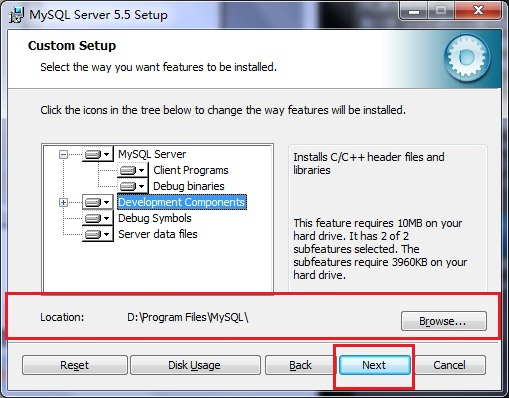 MySQL Server 5.5 Setup
Custom Setup
Select the way you want features to be installed.
Click the icons in the tree below to change the way features will be installed.
MySQL Server
Client Programs
Debug binaries
Development Components
Debug Symbols
Server data files
Installs C/C++ header files and
libraries
This feature requires 10MB on your
hard drive. It has 2 of 2
subfeatures selected. The
subfeatures require 3960KB on your
hard drive.
Location: D:\Program Files\MySQL\
Browse...
Reset Disk Usage Back Next Cancel